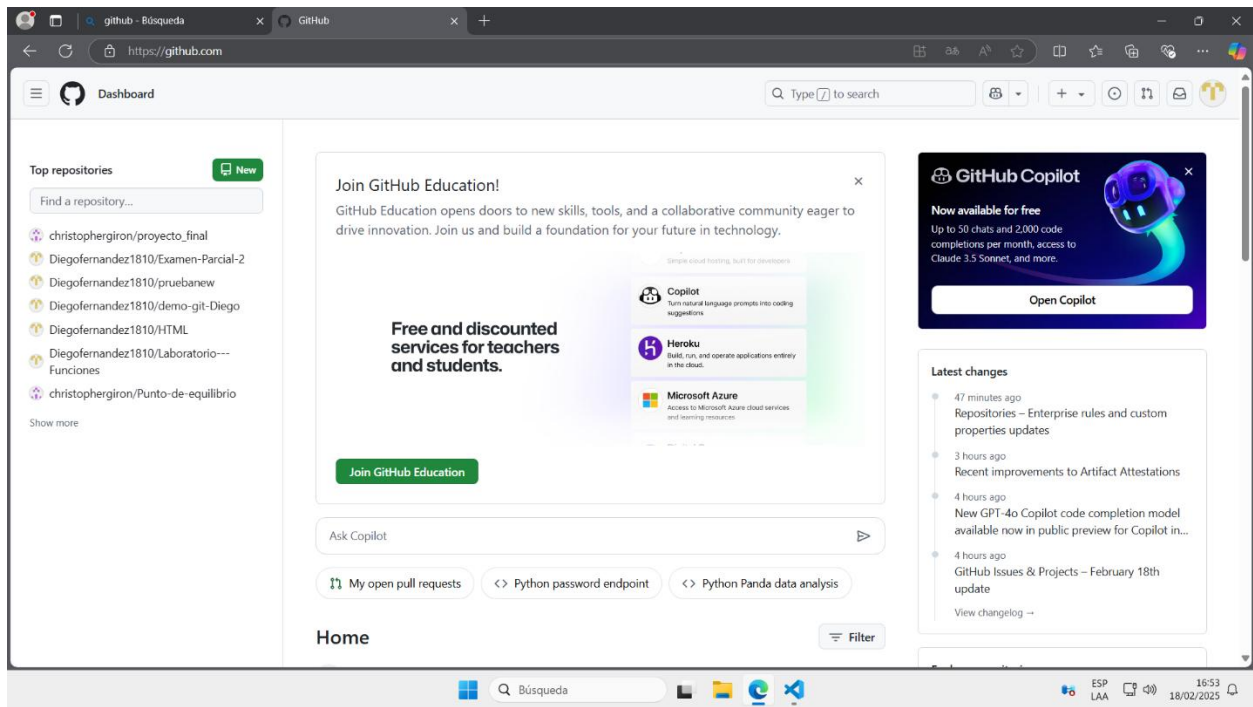 github - Búsqueda
GitHub
https://github.com
Dashboard
Type / to search
Top repositories
New
Find a repository...
christophergiron/proyecto_final
Diegofernandez1810/Examen-Parcial-2
Diegofernandez1810/pruebanew
Diegofernandez1810/demo-git-Diego
Diegofernandez1810/HTML
Diegofernandez1810/Laboratorio---
Funciones
christophergiron/Punto-de-equilibrio
Show more
Join GitHub Education!
GitHub Education opens doors to new skills, tools, and a collaborative community eager to
drive innovation. Join us and build a foundation for your future in technology.
Free and discounted
services for teachers
and students.
Simple cloud hosting, built for developers
Copilot
Turn natural language prompts into coding
suggestions
Heroku
Build, run, and operate applications entirely
in the cloud.
Microsoft Azure
Access to Microsoft Azure cloud services
and learning resources
Join GitHub Education
Ask Copilot
My open pull requests
Python password endpoint
Python Panda data analysis
Home
Filter
GitHub Copilot
Now available for free
Up to 50 chats and 2,000 code
completions per month, access to
Claude 3.5 Sonnet, and more.
Open Copilot
Latest changes
47 minutes ago
Repositories – Enterprise rules and custom
properties updates
3 hours ago
Recent improvements to Artifact Attestations
4 hours ago
New GPT-4o Copilot code completion model
available now in public preview for Copilot in...
4 hours ago
GitHub Issues & Projects – February 18th
update
View changelog →
Búsqueda
ESP
LAA
16:53
18/02/2025